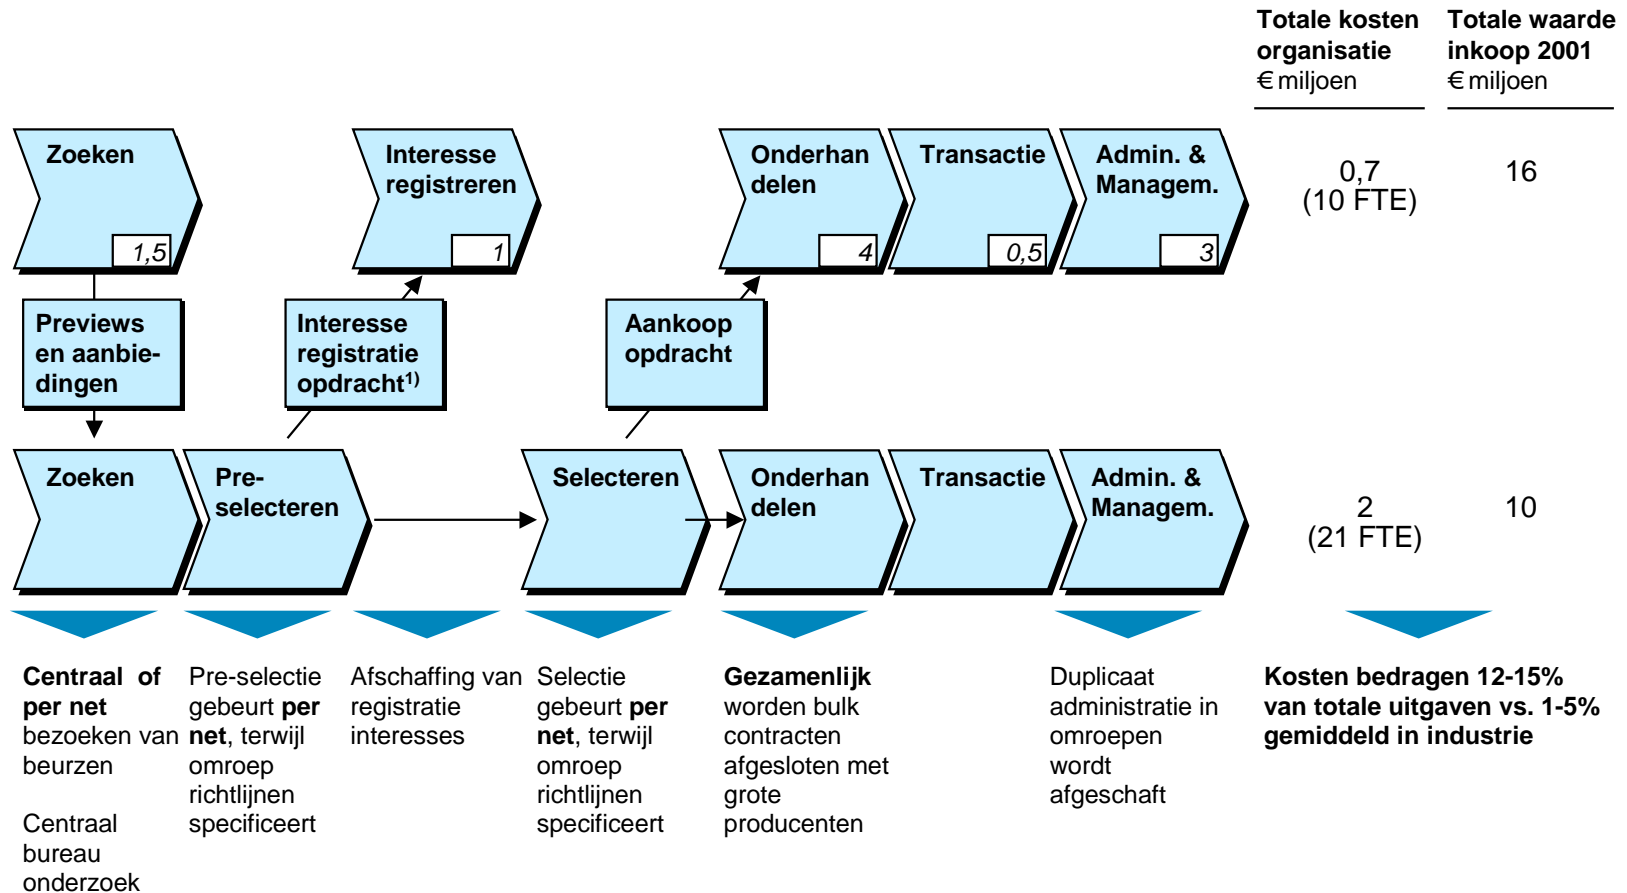 Totale kosten
organisatie
€ miljoen
Totale waarde
inkoop 2001
€ miljoen
Zoeken
1,5
Interesse
registreren
1
Onderhan
delen
4
Transactie
0,5
Admin. &
Managem.
3
0,7
(10 FTE)
16
Previews
en aanbie-
dingen
Interesse
registratie
opdracht1)
Aankoop
opdracht
Zoeken
Pre-
selecteren
Selecteren
Onderhan
delen
Transactie
Admin. &
Managem.
2
(21 FTE)
10
Centraal of
per net
bezoeken van
beurzen
Centraal
bureau
onderzoek
Pre-selectie
gebeurt per
net, terwijl
omroep
richtlijnen
specificeert
Afschaffing van
registratie
interesses
Selectie
gebeurt per
net, terwijl
omroep
richtlijnen
specificeert
Gezamenlijk
worden bulk
contracten
afgesloten met
grote
producenten
Duplicaat
administratie in
omroepen
wordt
afgeschaft
Kosten bedragen 12-15%
van totale uitgaven vs. 1-5%
gemiddeld in industrie